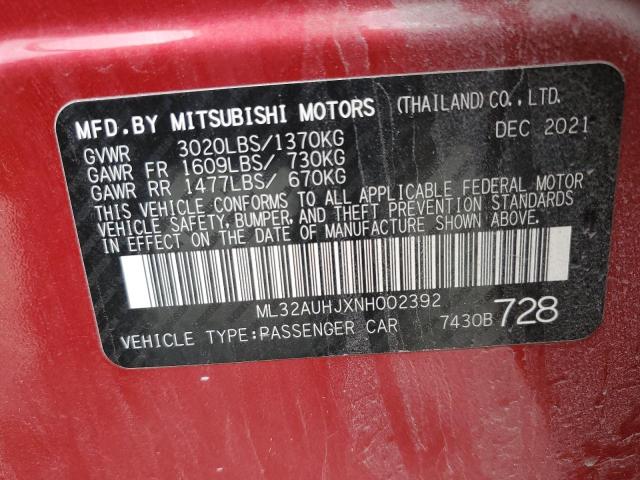 MFD.BY MITSUBISHI MOTORS (THAILAND)CO.,LTD.
GVWR 3020LBS/1370KG DEC 2021
GAWR FR 1609LBS/ 730KG
GAWR RR 1477LBS/ 670KG
THIS VEHICLE CONFORMS TO ALL APPLICABLE FEDERAL MOTOR
VEHICLE SAFETY, BUMPER, AND THEFT PREVENTION STANDARDS
IN EFFECT ON THE DATE OF MANUFACTURE SHOWN ABOVE.
ML32AUHJXNH002392
VEHICLE TYPE:PASSENGER CAR 7430B 728